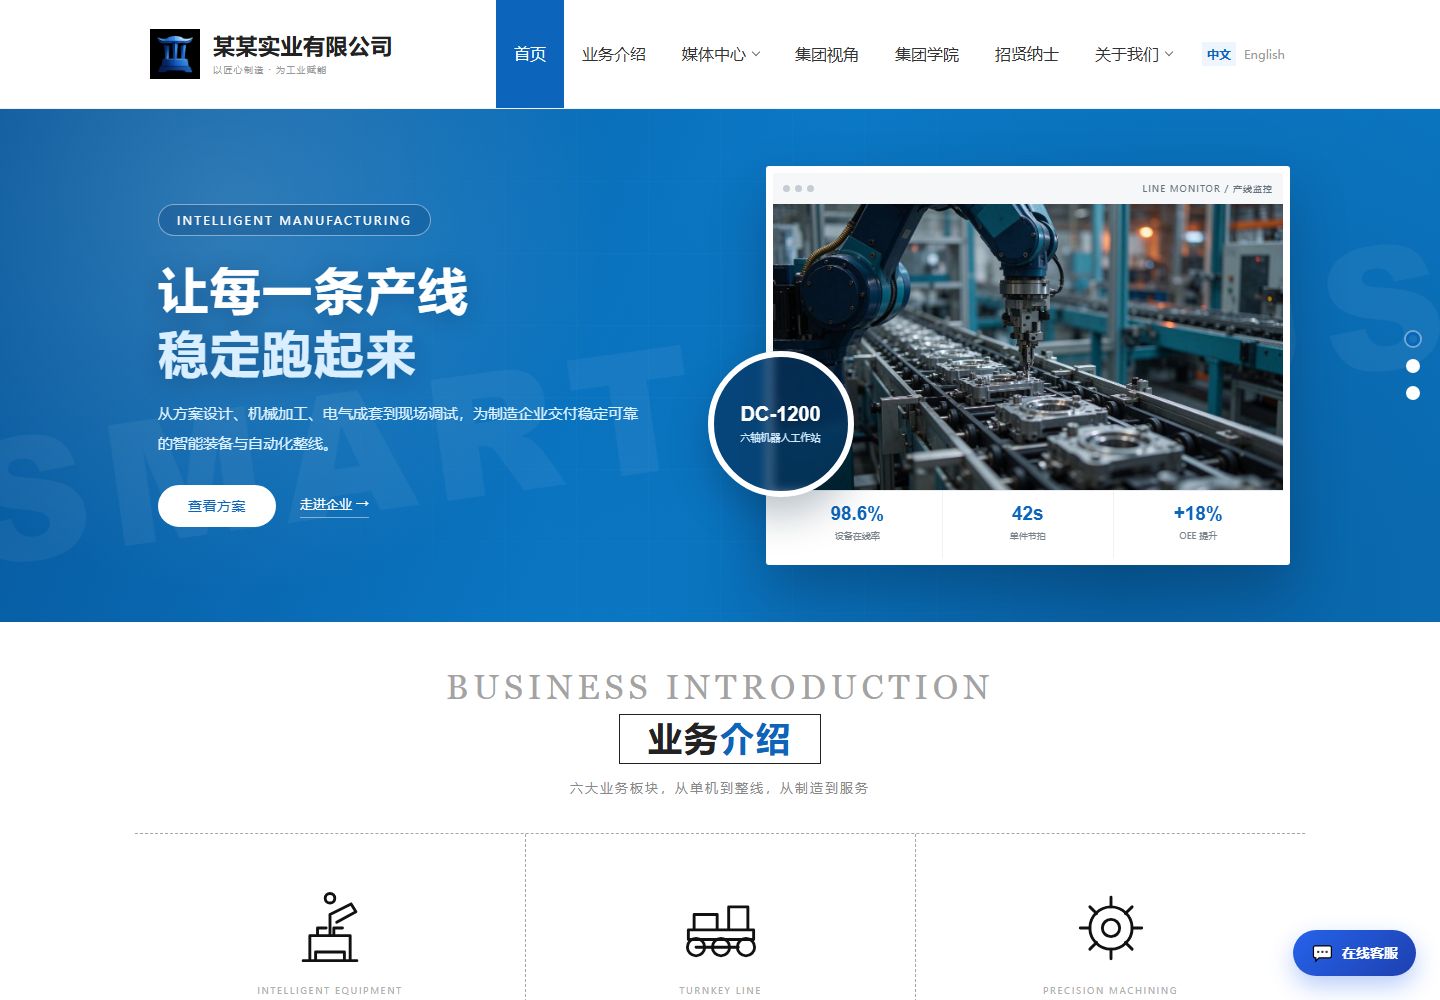 某某实业有限公司
以匠心制造 · 为工业赋能
首页 业务介绍 媒体中心 集团视角 集团学院 招贤纳士 关于我们 中文 English
INTELLIGENT MANUFACTURING
让每一条产线
稳定跑起来
从方案设计、机械加工、电气成套到现场调试，为制造企业交付稳定可靠
的智能装备与自动化整线。
查看方案 走进企业 →
SMART
S
LINE MONITOR / 产线监控
DC-1200
六轴机器人工作站
98.6% 42s +18%
设备在线率 单件节拍 OEE 提升
BUSINESS INTRODUCTION
业务介绍
六大业务板块，从单机到整线，从制造到服务
INTELLIGENT EQUIPMENT TURNKEY LINE PRECISION MACHINING
在线客服